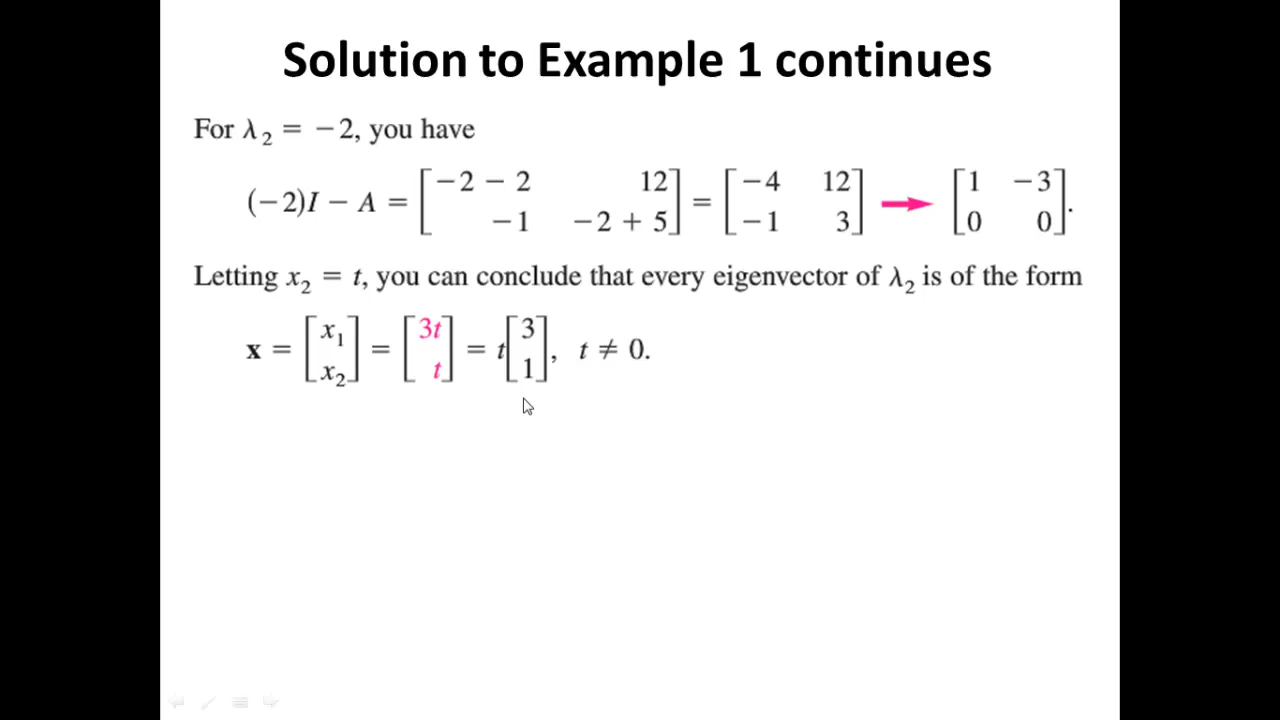 Solution to Example 1 continues
For λ₂ = −2, you have
(−2)I − A = [−2 − 2 12; −1 −2 + 5] = [−4 12; −1 3] → [1 −3; 0 0].
Letting x₂ = t, you can conclude that every eigenvector of λ₂ is of the form
x = [x₁; x₂] = [3t; t] = t[3; 1], t ≠ 0.